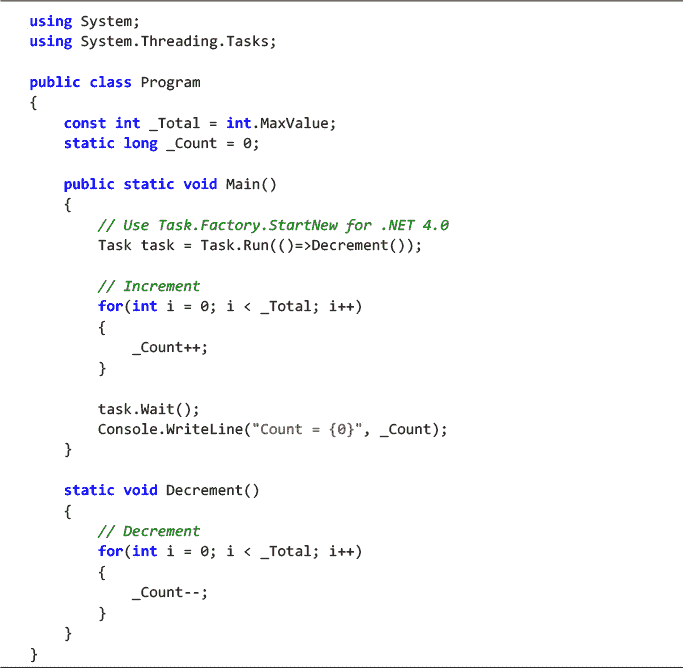 using System;
using System.Threading.Tasks;
public class Program
{
const int _Total = int.MaxValue;
static long _Count = 0;
public static void Main()
{
// Use Task.Factory.StartNew for .NET 4.0
Task task = Task.Run(()=>Decrement());
// Increment
for(int i = 0; i < _Total; i++)
{
_Count++;
}
task.Wait();
Console.WriteLine("Count = {0}", _Count);
}
static void Decrement()
{
// Decrement
for(int i = 0; i < _Total; i++)
{
_Count--;
}
}
}